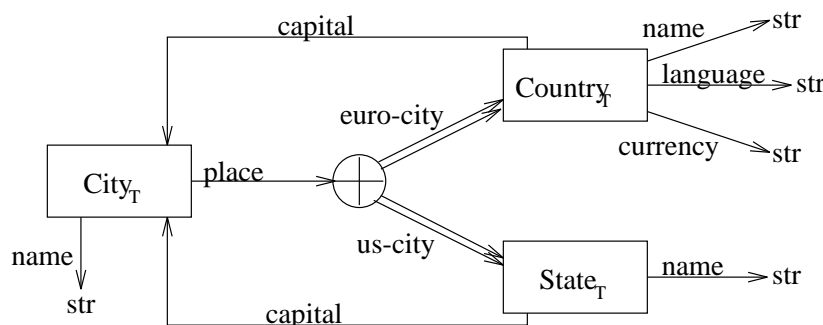 capital
name
str
Country_T
language
str
euro-city
currency
str
City_T
place
us-city
name
str
State_T
name
str
capital